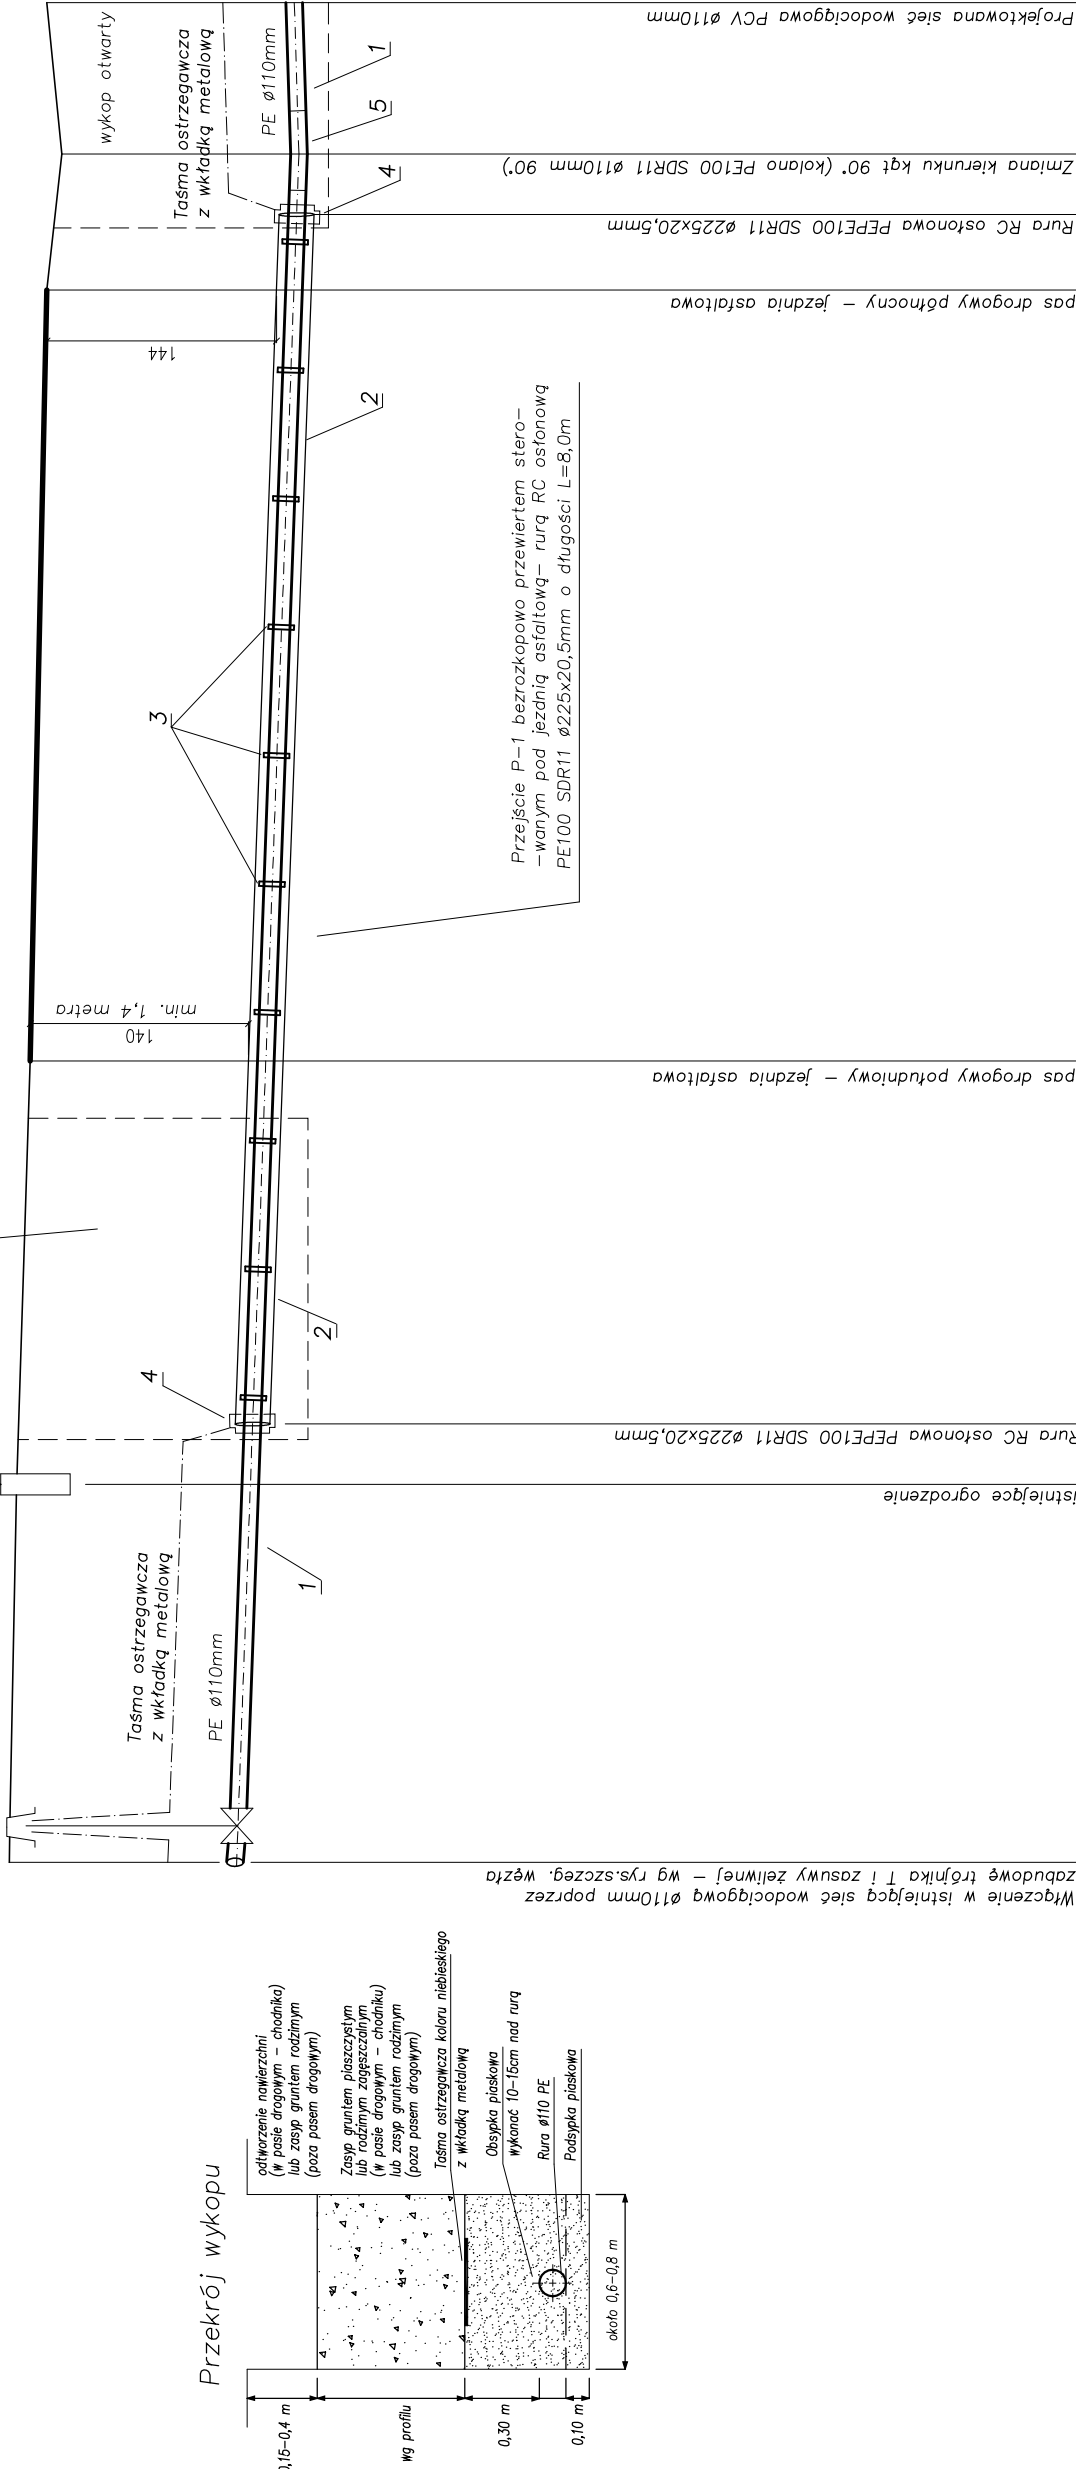 Przekrój wykopu
odtworzenie nawierzchni
(w pasie drogowym – chodnika)
lub zasyp gruntem rodzimym
(poza pasem drogowym)
Zasyp gruntem piaszczystym
lub rodzimym zagęszczalnym
(w pasie drogowym – chodniku)
lub zasyp gruntem rodzimym
(poza pasem drogowym)
Taśma ostrzegawcza koloru niebieskiego
z wkładką metalową
Obsypka piaskowa
wykonać 10-15cm nad rurą
Rura ø110 PE
Podsypka piaskowa
0,15-0,4 m
wg profilu
0,30 m
0,10 m
około 0,6-0,8 m
Taśma ostrzegawcza
z wkładką metalową
PE ø110mm
1
4
2
140
min. 1,4 metra
3
Przejście P-1 bezrozkopowo przewiertem stero-
-wanym pod jezdnią asfaltową- rurą RC osłonową
PE100 SDR11 ø225x20,5mm o długości L=8,0m
2
144
wykop otwarty
Taśma ostrzegawcza
z wkładką metalową
PE ø110mm
4
5
1
Włączenie w istniejącą sieć wodociągową ø110mm poprzez
zabudowę trójnika T i zasuwy żeliwnej – wg rys.szczeg. węzła
istniejące ogrodzenie
Rura RC osłonowa PEPE100 SDR11 ø225x20,5mm
pas drogowy południowy – jezdnia asfaltowa
pas drogowy północny – jezdnia asfaltowa
Rura RC osłonowa PEPE100 SDR11 ø225x20,5mm
Zmiana kierunku kąt 90° (kolano PE100 SDR11 ø110mm 90°)
Projektowana sieć wodociągowa PCV ø110mm